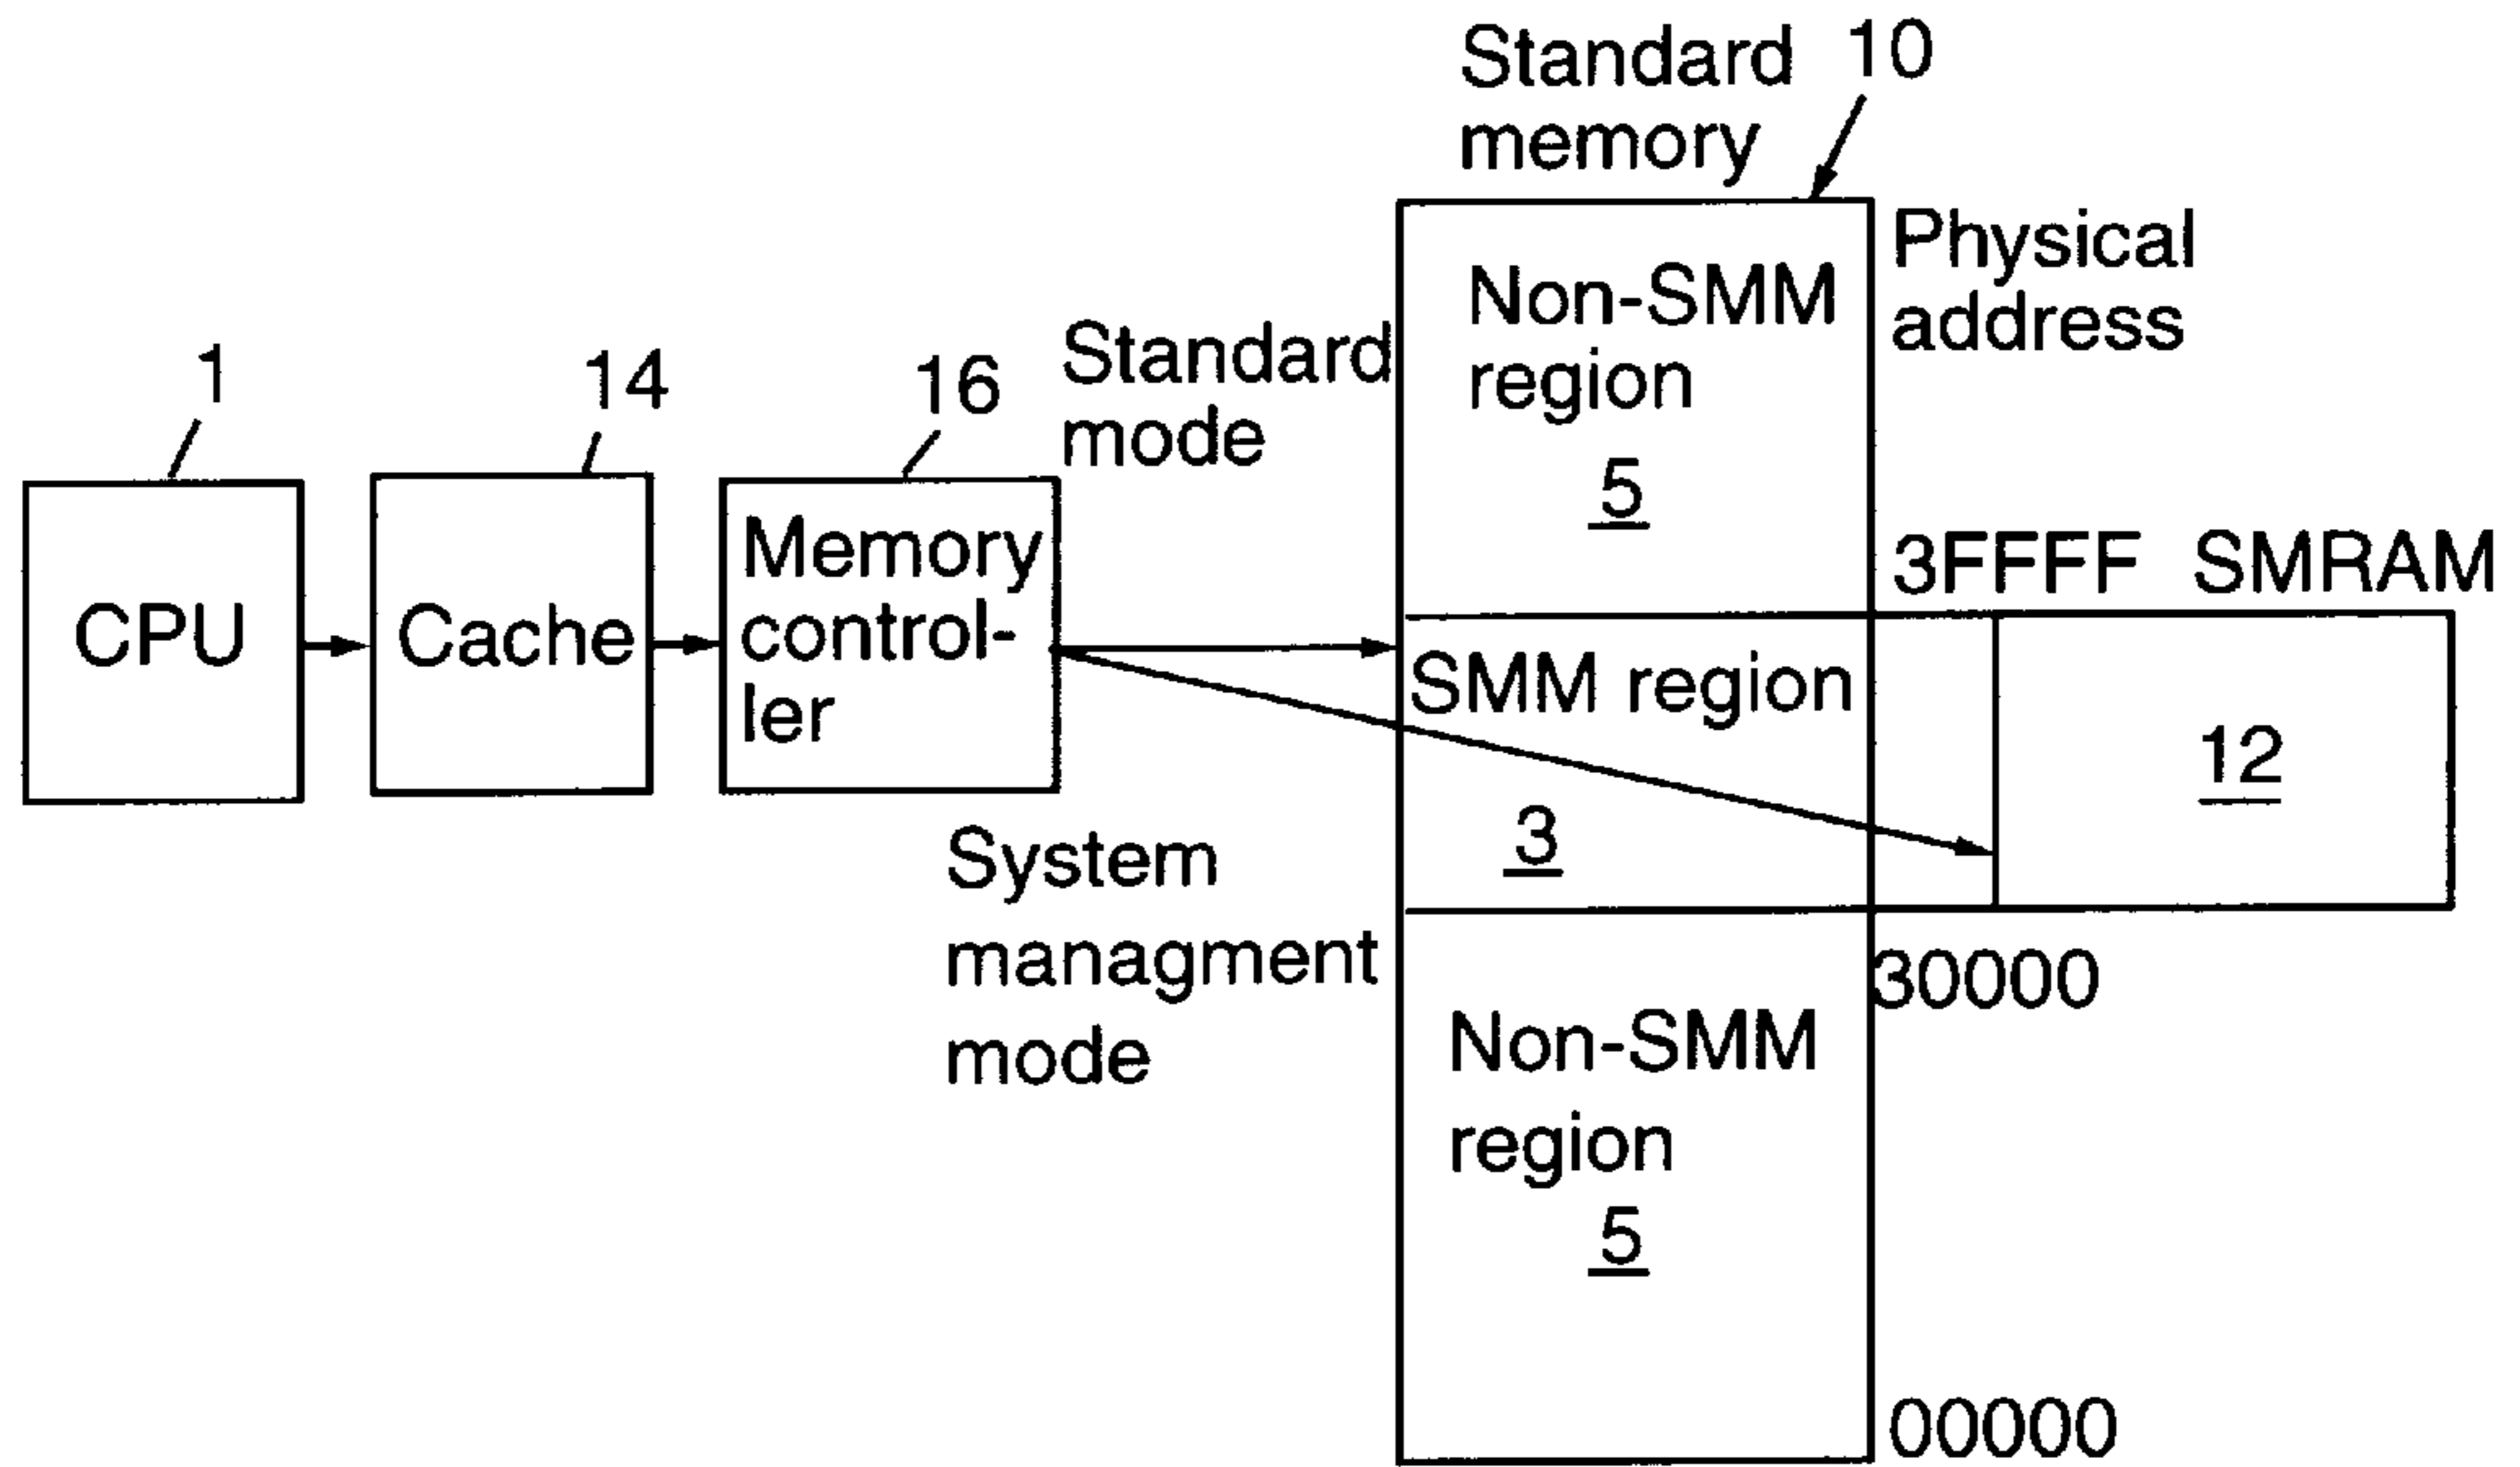 Standard 10
memory
Physical
address
Non-SMM
region
5
Standard
mode
1
14
16
CPU
Cache
Memory
control-
ler
3FFFF SMRAM
SMM region
3
12
System
managment
mode
30000
Non-SMM
region
5
00000